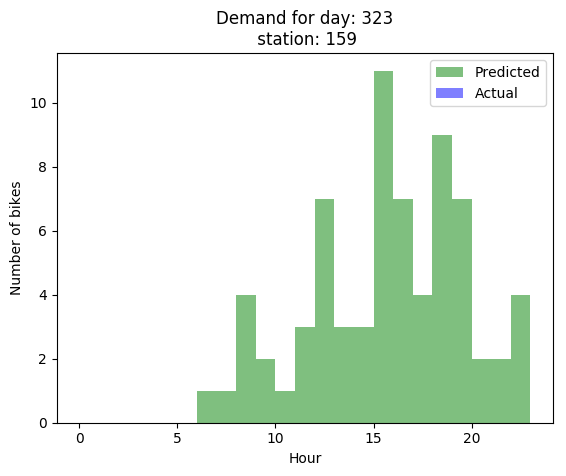 Demand for day: 323
station: 159
Predicted
Actual
Number of bikes
10
8
6
4
2
0
0 5 10 15 20
Hour